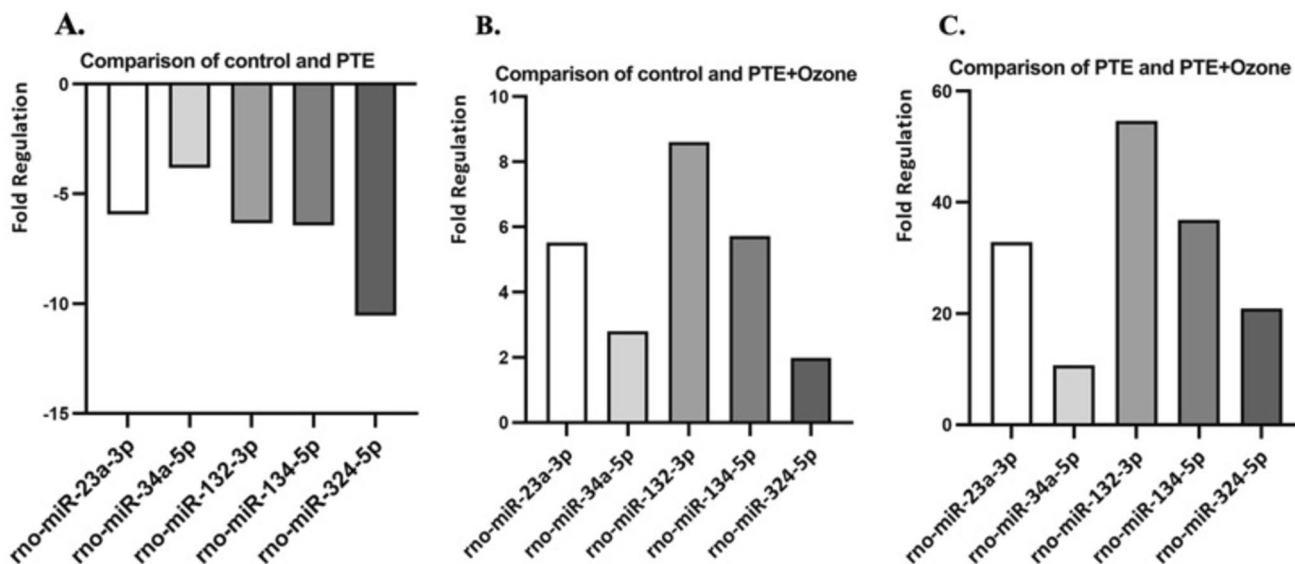 A.
Comparison of control and PTE
Fold Regulation
0
-5
-10
-15
rno-miR-23a-3p
rno-miR-34a-5p
rno-miR-132-3p
rno-miR-134-5p
rno-miR-324-5p
B.
Comparison of control and PTE+Ozone
Fold Regulation
10
8
6
4
2
0
rno-miR-23a-3p
rno-miR-34a-5p
rno-miR-132-3p
rno-miR-134-5p
rno-miR-324-5p
C.
Comparison of PTE and PTE+Ozone
Fold Regulation
60
40
20
0
rno-miR-23a-3p
rno-miR-34a-5p
rno-miR-132-3p
rno-miR-134-5p
rno-miR-324-5p